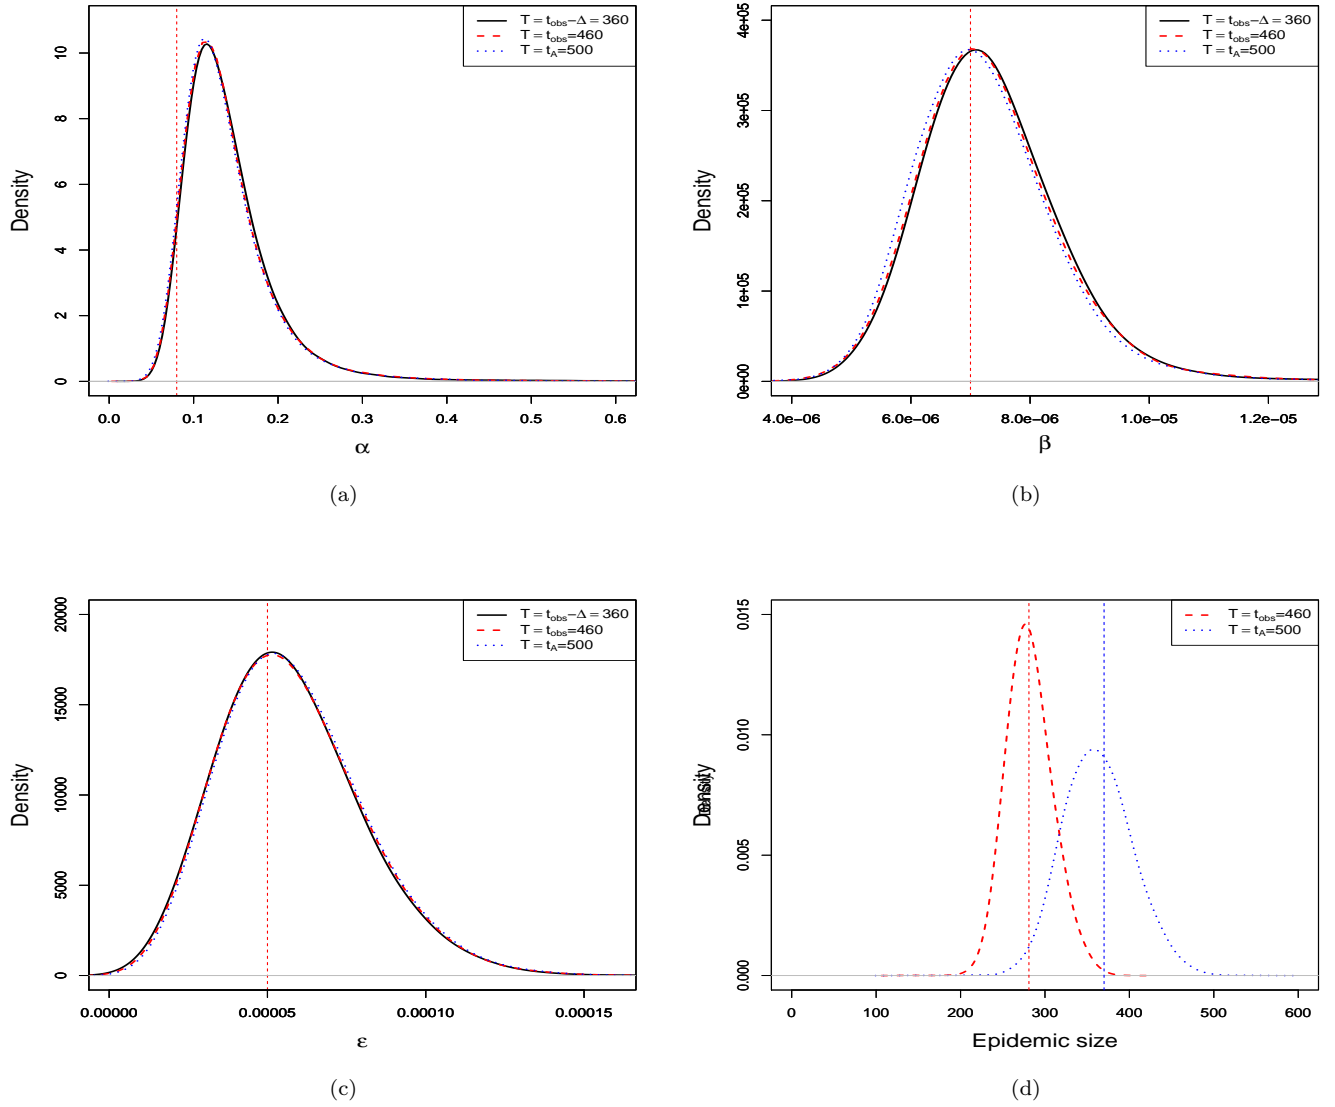 T = t_obs−Δ = 360
T = t_obs=460
T = t_A=500
Density
0 2 4 6 8 10
0.0 0.1 0.2 0.3 0.4 0.5 0.6
α
(a)
T = t_obs−Δ = 360
T = t_obs=460
T = t_A=500
Density
0e+00 1e+05 2e+05 3e+05 4e+05
4.0e−06 6.0e−06 8.0e−06 1.0e−05 1.2e−05
β
(b)
T = t_obs−Δ = 360
T = t_obs=460
T = t_A=500
Density
0 5000 10000 15000 20000
0.00000 0.00005 0.00010 0.00015
ε
(c)
T = t_obs=460
T = t_A=500
Density
0.000 0.005 0.010 0.015
0 100 200 300 400 500 600
Epidemic size
(d)